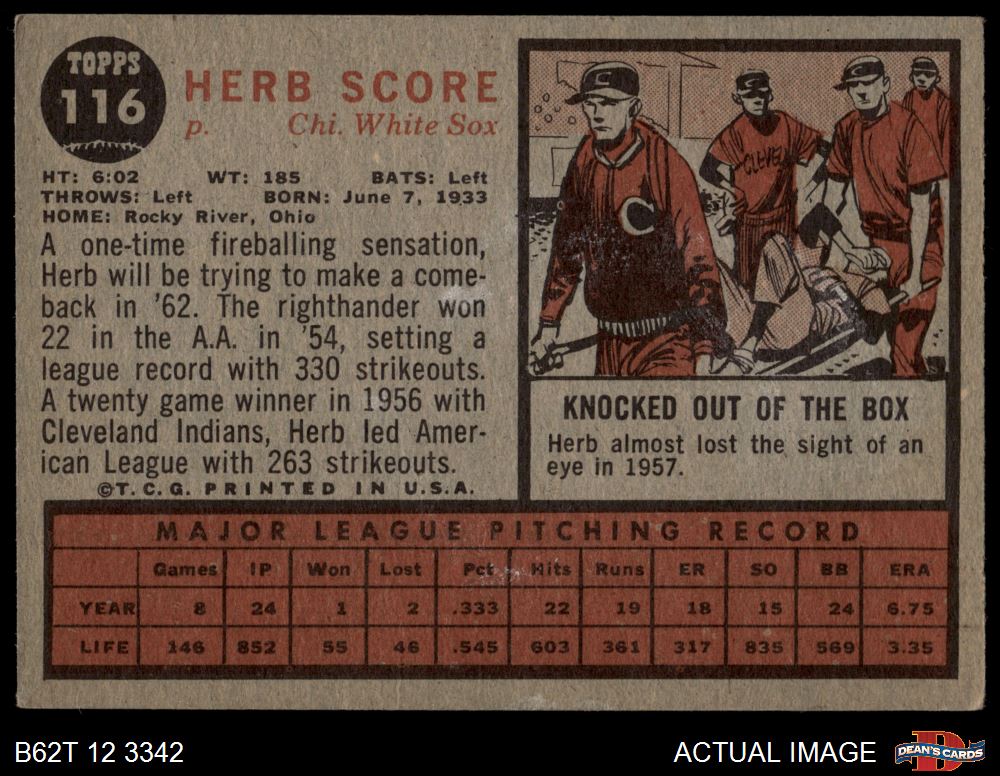 TOPPS
116
HERB SCORE
p. Chi. White Sox
HT: 6:02 WT: 185 BATS: Left
THROWS: Left BORN: June 7, 1933
HOME: Rocky River, Ohio
A one-time fireballing sensation,
Herb will be trying to make a come-
back in '62. The righthander won
22 in the A.A. in '54, setting a
league record with 330 strikeouts.
A twenty game winner in 1956 with
Cleveland Indians, Herb led Amer-
ican League with 263 strikeouts.
©T.C.G. PRINTED IN U.S.A.
C
C
C
CLEVE
KNOCKED OUT OF THE BOX
Herb almost lost the sight of an
eye in 1957.
MAJOR LEAGUE PITCHING RECORD
Games IP Won Lost Pct Hits Runs ER SO BB ERA
YEAR 8 24 1 2 .333 22 19 18 15 24 6.75
LIFE 146 852 55 46 .545 603 361 317 835 569 3.35
B62T 12 3342
ACTUAL IMAGE
D
DEAN'S CARDS